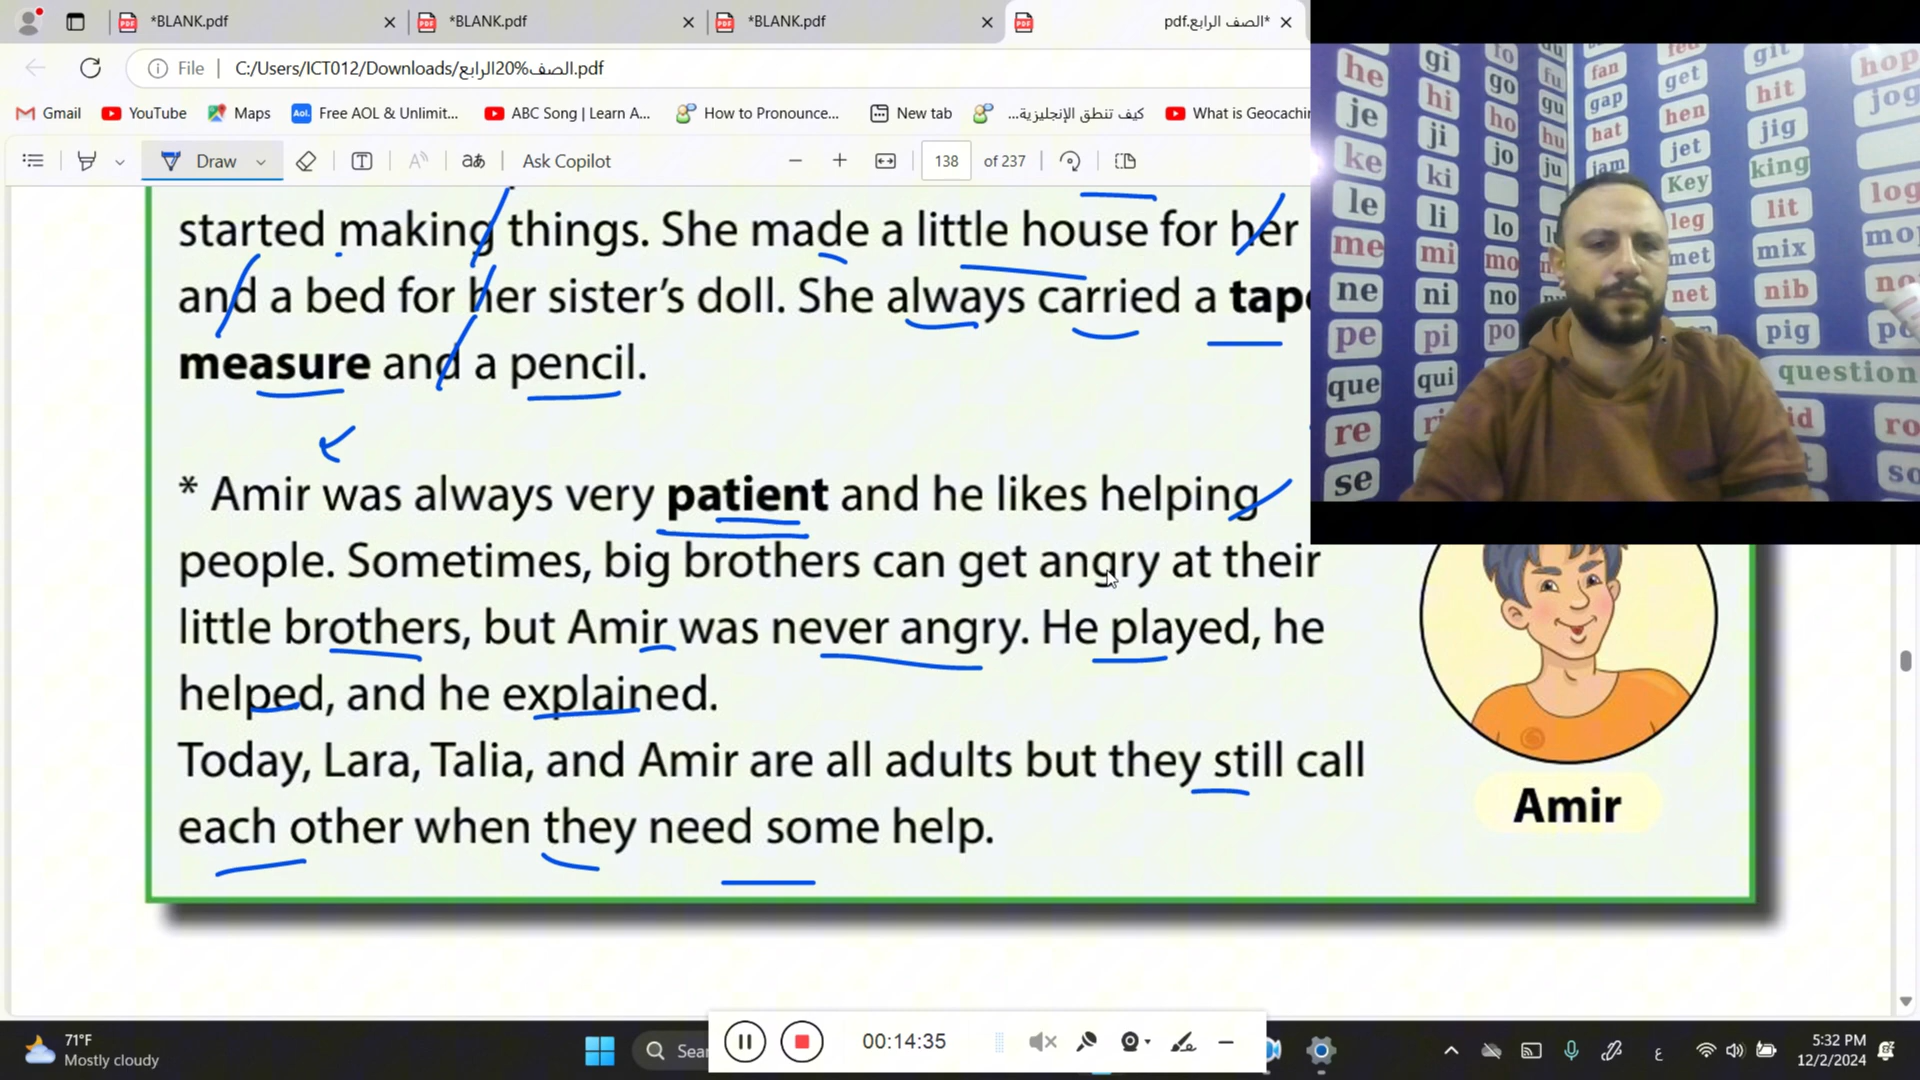 *BLANK.pdf
*BLANK.pdf
*BLANK.pdf
*الصف الرابع.pdf
File
C:/Users/ICT012/Downloads/الصف%20الرابع.pdf
Gmail
YouTube
Maps
Free AOL & Unlimit...
ABC Song | Learn A...
How to Pronounce...
New tab
كيف تنطق الإنجليزية...
What is Geocachin
Draw
Ask Copilot
138 of 237
started making things. She made a little house for her
and a bed for her sister's doll. She always carried a tape
measure and a pencil.
* Amir was always very patient and he likes helping
people. Sometimes, big brothers can get angry at their
little brothers, but Amir was never angry. He played, he
helped, and he explained.
Today, Lara, Talia, and Amir are all adults but they still call
each other when they need some help.
Amir
he gi go fu fan get git hop
je hi ho gu gap hen hit jog
ke ji jo hu hat jet jig
le ki ju jam Key king log
me li lo leg lit
ne mi mo met mix
pe ni no net nib
que pi po pig
re qui question
se
71°F
Mostly cloudy
00:14:35
5:32 PM
12/2/2024